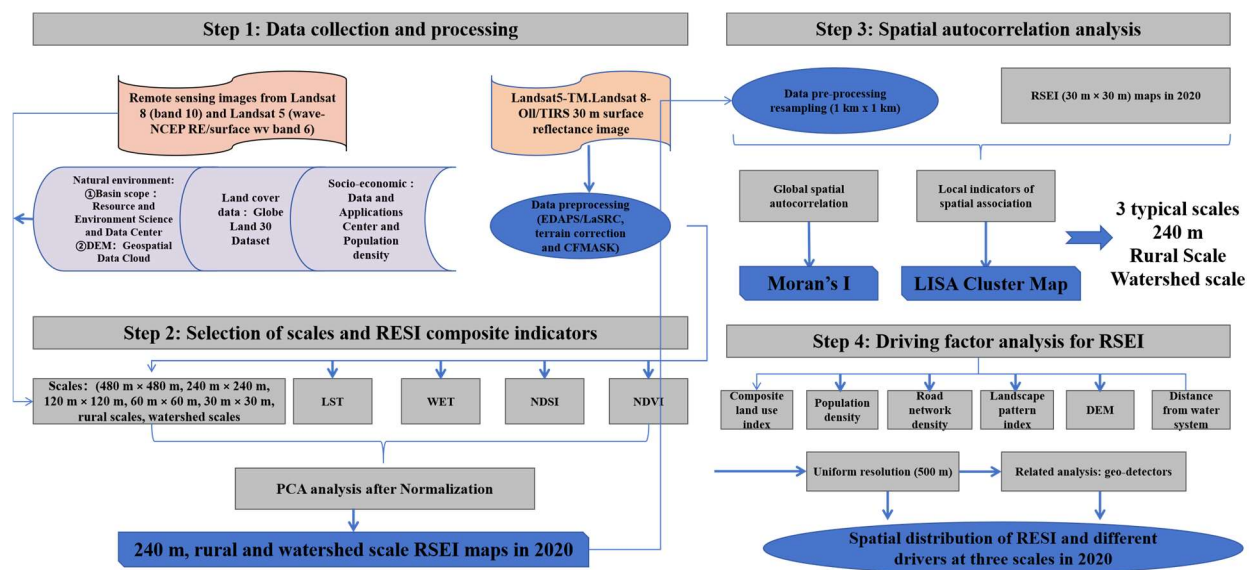 Step 1: Data collection and processing
Remote sensing images from Landsat
8 (band 10) and Landsat 5 (wave-
NCEP RE/surface wv band 6)
Landsat5-TM.Landsat 8-
Oll/TIRS 30 m surface
reflectance image
Natural environment:
①Basin scope：
Resource and
Environment Science
and Data Center
②DEM：Geospatial
Data Cloud
Land cover
data：Globe
Land 30
Dataset
Socio-economic：
Data and
Applications
Center and
Population
density
Data preprocessing
(EDAPS/LaSRC,
terrain correction
and CFMASK)
Step 2: Selection of scales and RESI composite indicators
Scales：(480 m × 480 m, 240 m × 240 m,
120 m × 120 m, 60 m × 60 m, 30 m × 30 m,
rural scales, watershed scales
LST
WET
NDSI
NDVI
PCA analysis after Normalization
240 m, rural and watershed scale RSEI maps in 2020
Step 3: Spatial autocorrelation analysis
Data pre-processing
resampling (1 km x 1 km)
RSEI (30 m × 30 m) maps in 2020
Global spatial
autocorrelation
Local indicators of
spatial association
Moran's I
LISA Cluster Map
3 typical scales
240 m
Rural Scale
Watershed scale
Step 4: Driving factor analysis for RSEI
Composite
land use
index
Population
density
Road
network
density
Landscape
pattern
index
DEM
Distance
from water
system
Uniform resolution (500 m)
Related analysis: geo-detectors
Spatial distribution of RESI and different
drivers at three scales in 2020